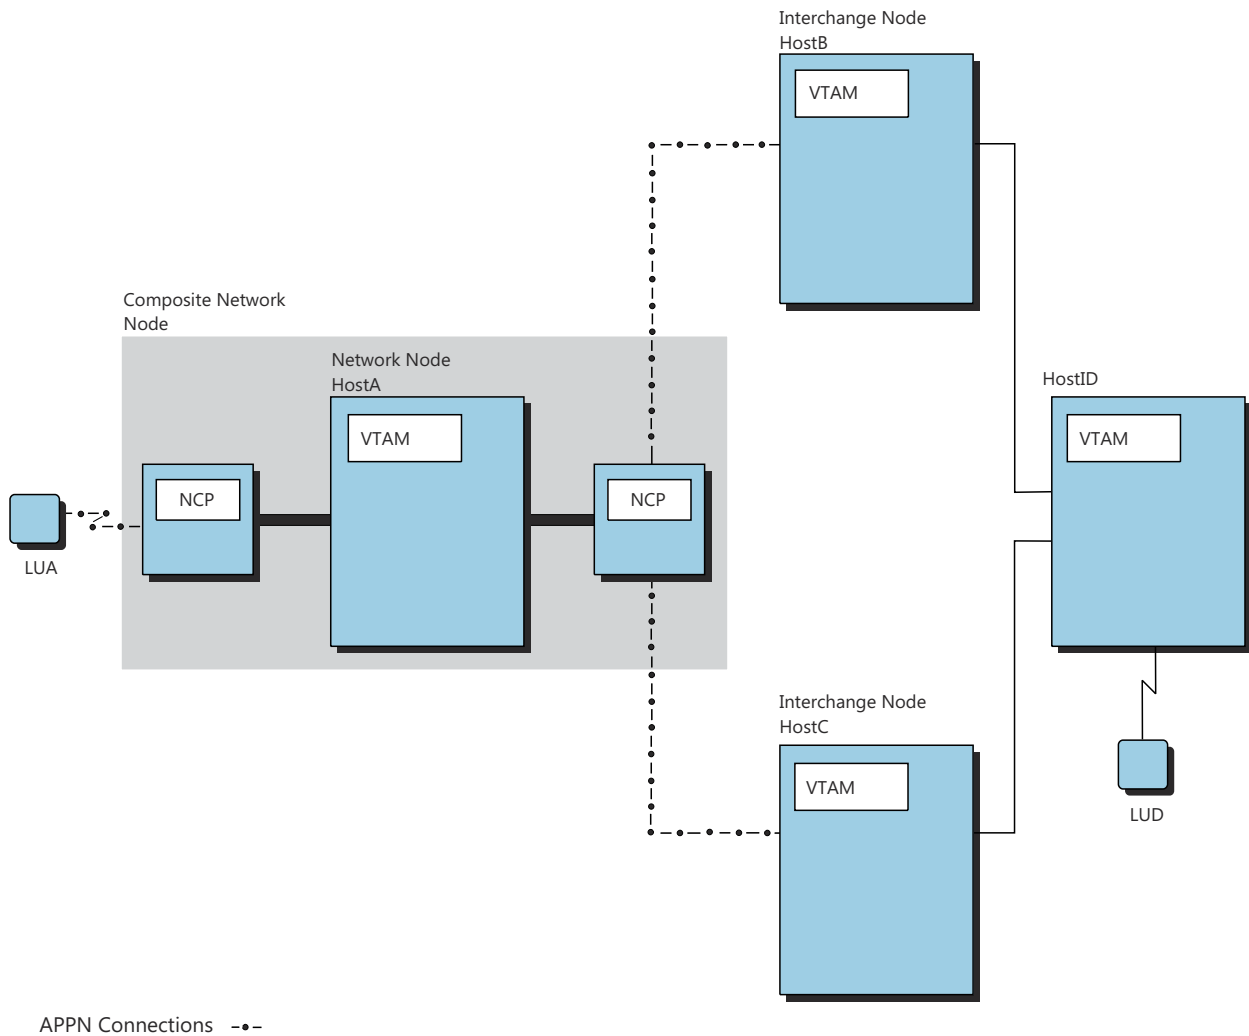 Interchange Node
HostB
VTAM
Composite Network
Node
Network Node
HostA
VTAM
HostID
VTAM
NCP
NCP
LUA
Interchange Node
HostC
VTAM
LUD
APPN Connections